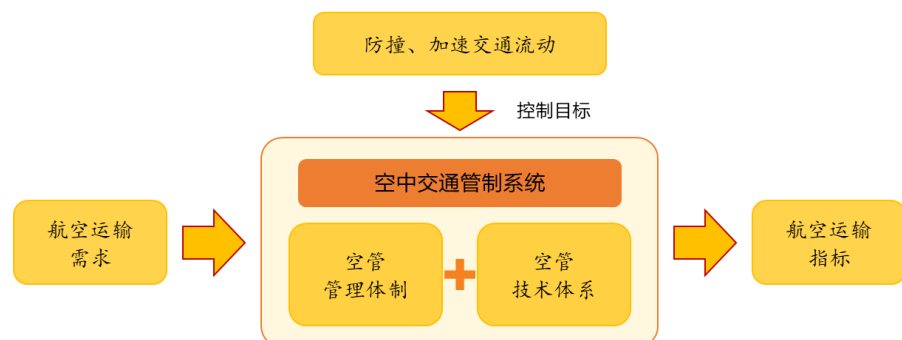 防撞、加速交通流动
控制目标
空中交通管制系统
航空运输
需求
空管
管理体制
空管
技术体系
航空运输
指标